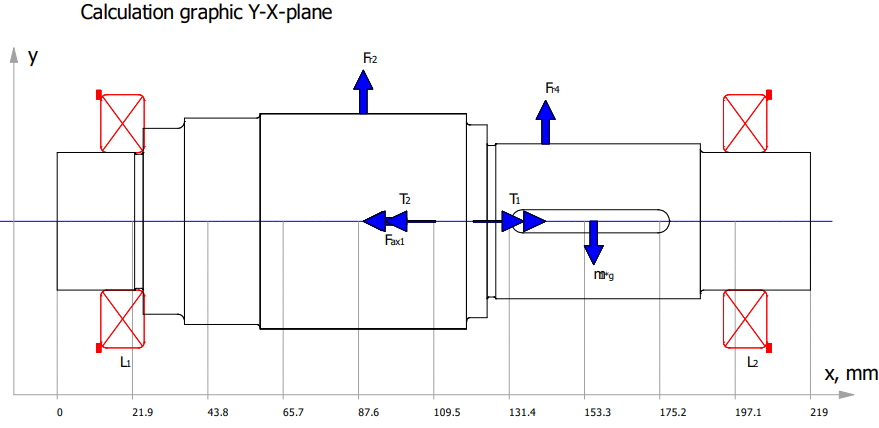 Calculation graphic Y-X-plane
y
Fr2
Fr4
T2
T1
Fax1
m*g
L1
L2
x, mm
0 21.9 43.8 65.7 87.6 109.5 131.4 153.3 175.2 197.1 219